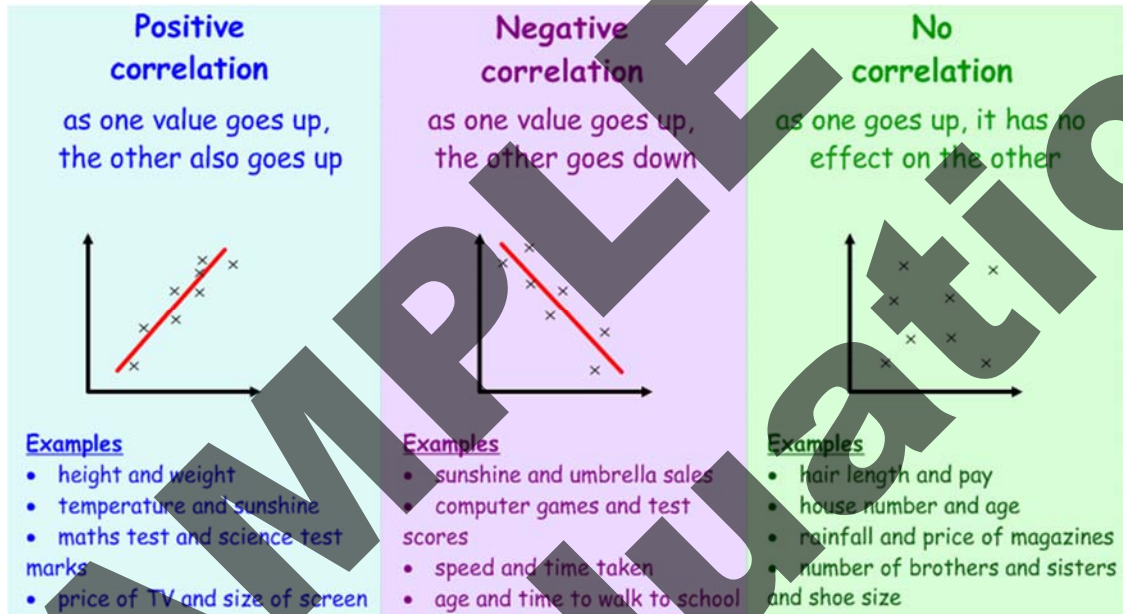 Positive
correlation
as one value goes up,
the other also goes up
Examples
• height and weight
• temperature and sunshine
• maths test and science test
marks
• price of TV and size of screen
Negative
correlation
as one value goes up,
the other goes down
Examples
• sunshine and umbrella sales
• computer games and test
scores
• speed and time taken
• age and time to walk to school
No
correlation
as one goes up, it has no
effect on the other
Examples
• hair length and pay
• house number and age
• rainfall and price of magazines
• number of brothers and sisters
and shoe size